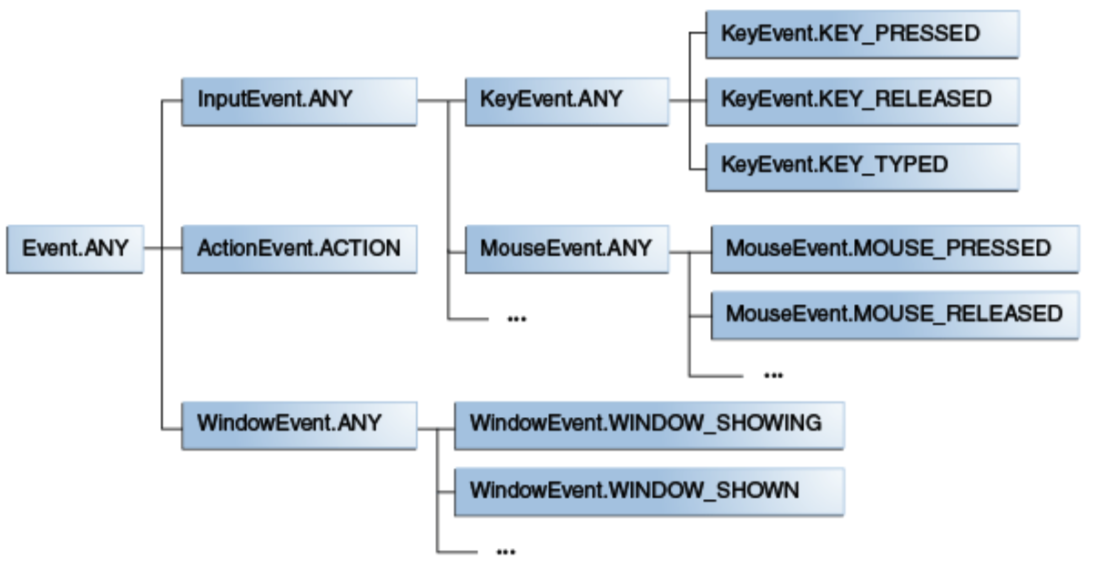 KeyEvent.KEY_PRESSED
InputEvent.ANY
KeyEvent.ANY
KeyEvent.KEY_RELEASED
KeyEvent.KEY_TYPED
Event.ANY
ActionEvent.ACTION
MouseEvent.ANY
MouseEvent.MOUSE_PRESSED
MouseEvent.MOUSE_RELEASED
...
...
WindowEvent.ANY
WindowEvent.WINDOW_SHOWING
WindowEvent.WINDOW_SHOWN
...